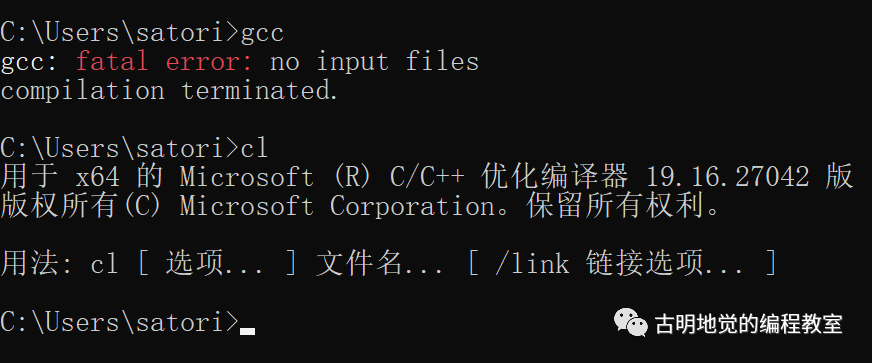 C:\Users\satori>gcc
gcc: fatal error: no input files
compilation terminated.
C:\Users\satori>cl
用于 x64 的 Microsoft (R) C/C++ 优化编译器 19.16.27042 版
版权所有(C) Microsoft Corporation。保留所有权利。
用法: cl [ 选项... ] 文件名... [ /link 链接选项... ]
C:\Users\satori>
古明地觉的编程教室